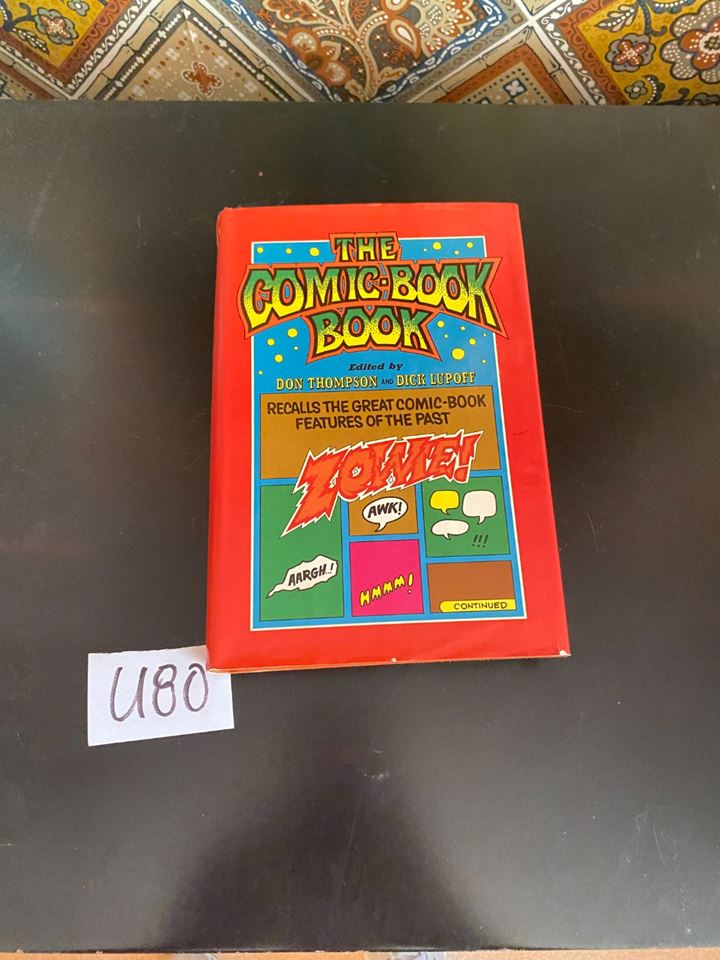 THE
COMIC-BOOK
BOOK
Edited by
DON THOMPSON AND DICK LUPOFF
RECALLS THE GREAT COMIC-BOOK
FEATURES OF THE PAST
ZOWIE!
AWK!
!!!
AARGH..!
HMMM!
CONTINUED
U80